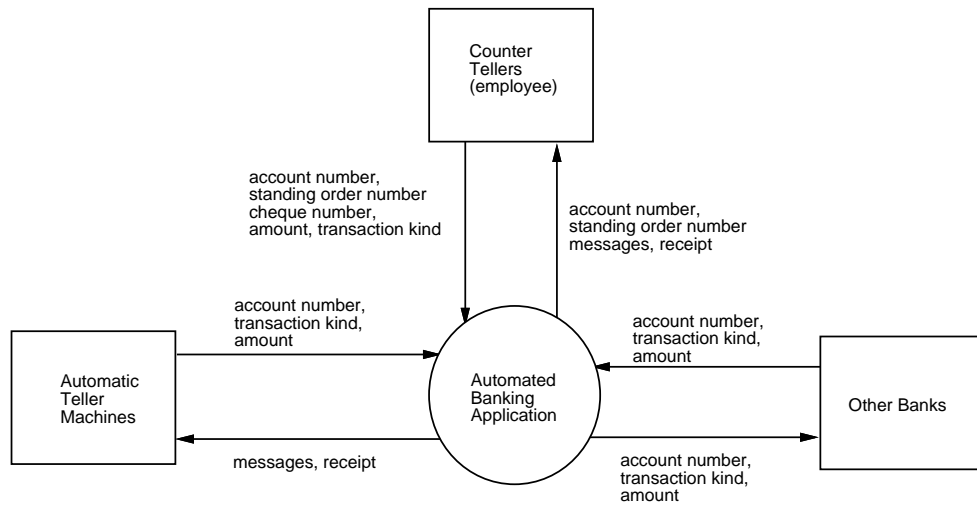 Counter
Tellers
(employee)
account number,
standing order number
cheque number,
amount, transaction kind
account number,
standing order number
messages, receipt
account number,
transaction kind,
amount
account number,
transaction kind,
amount
Automatic
Teller
Machines
Automated
Banking
Application
Other Banks
messages, receipt
account number,
transaction kind,
amount